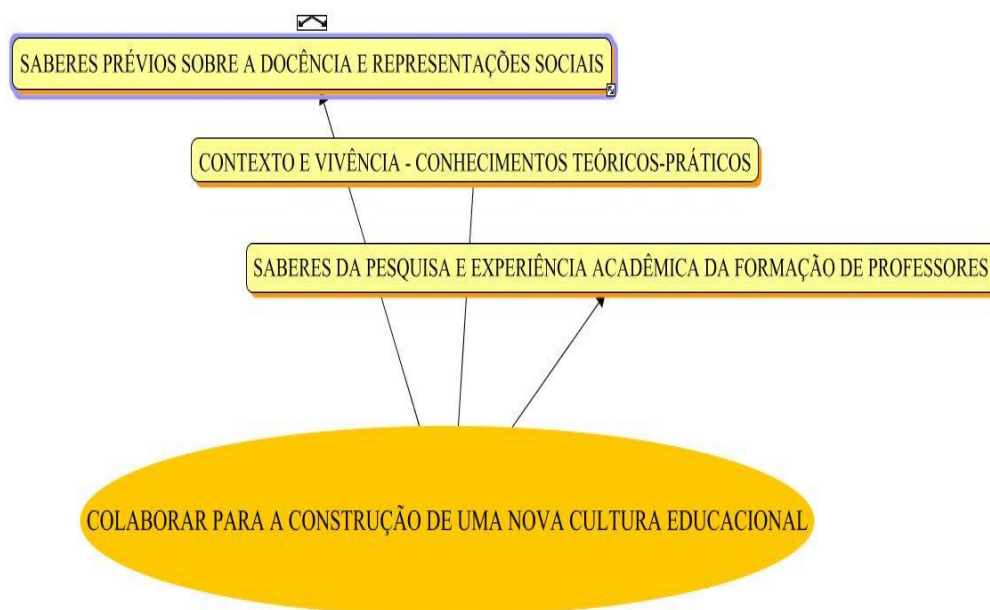 SABERES PRÉVIOS SOBRE A DOCÊNCIA E REPRESENTAÇÕES SOCIAIS
CONTEXTO E VIVÊNCIA - CONHECIMENTOS TEÓRICOS-PRÁTICOS
SABERES DA PESQUISA E EXPERIÊNCIA ACADÊMICA DA FORMAÇÃO DE PROFESSORES
COLABORAR PARA A CONSTRUÇÃO DE UMA NOVA CULTURA EDUCACIONAL